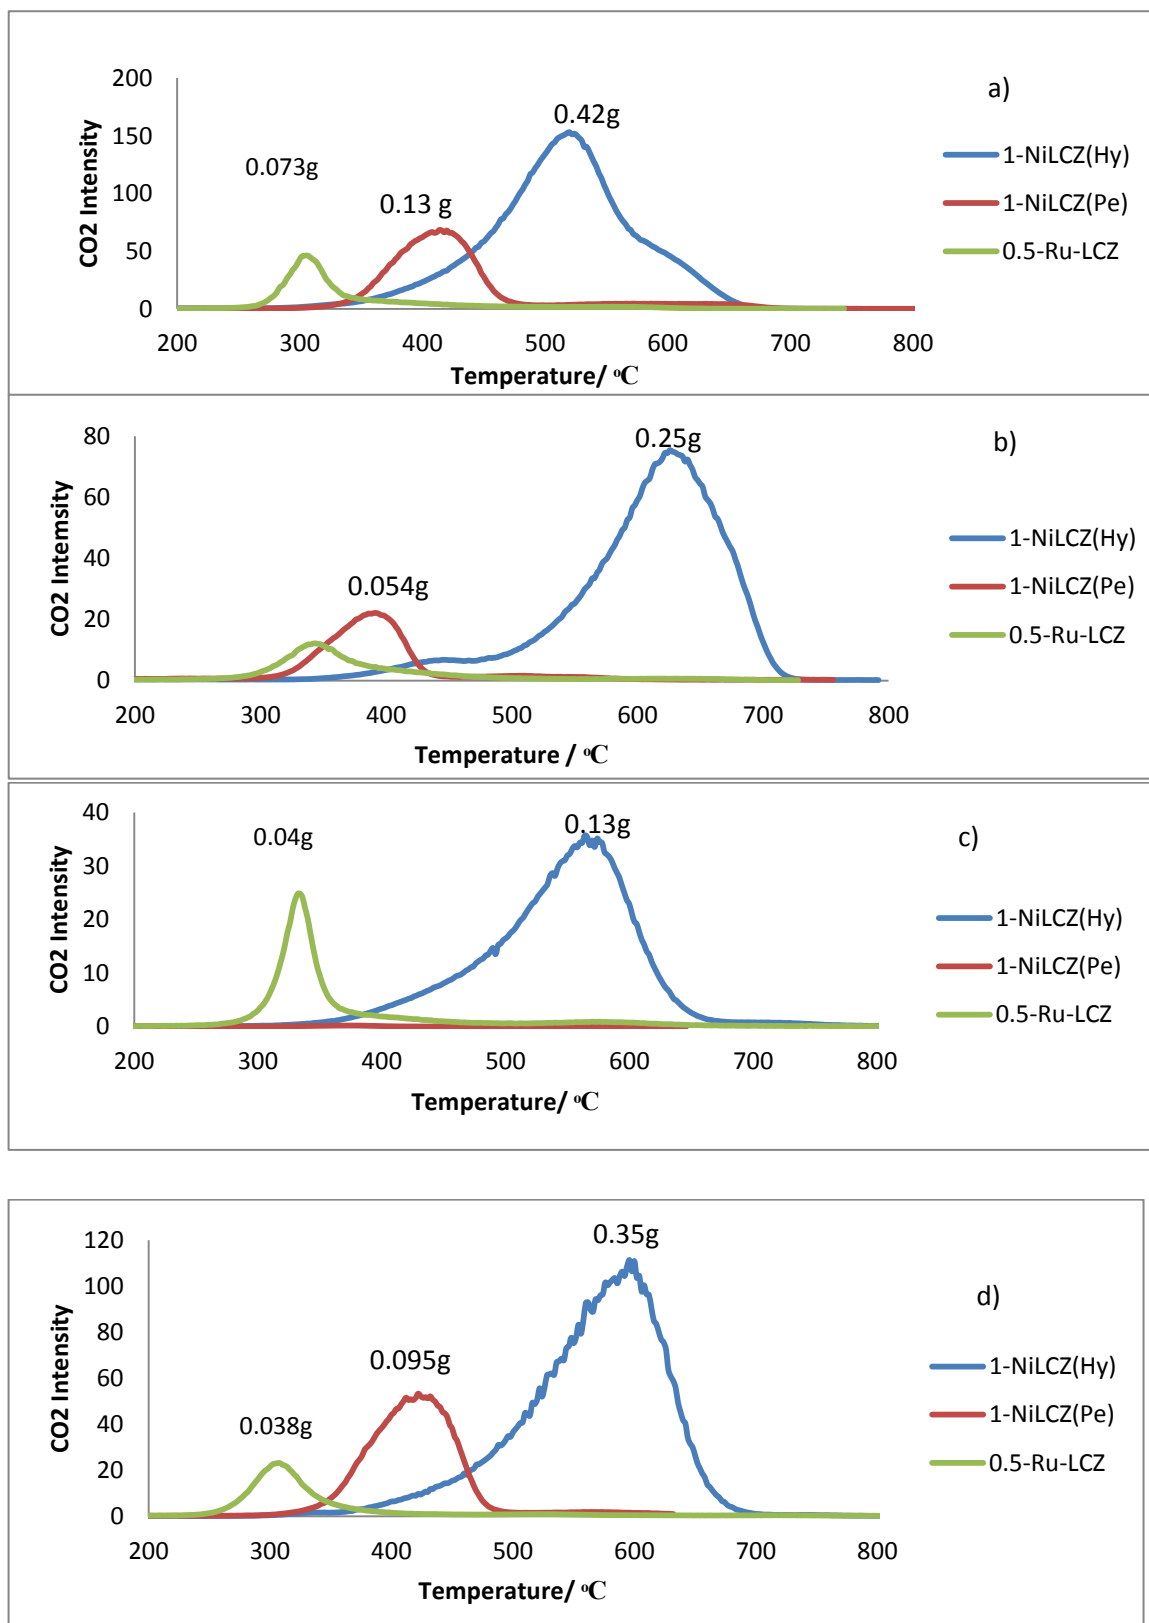 a)
200
150
100
50
0
CO2 Intensity
0.073g
0.13 g
0.42g
1-NiLCZ(Hy)
1-NiLCZ(Pe)
0.5-Ru-LCZ
200 300 400 500 600 700 800
Temperature/ ºC
b)
80
60
40
20
0
CO2 Intemsity
0.054g
0.25g
1-NiLCZ(Hy)
1-NiLCZ(Pe)
0.5-Ru-LCZ
200 300 400 500 600 700 800
Temperature / ºC
c)
40
30
20
10
0
CO2 Intensity
0.04g
0.13g
1-NiLCZ(Hy)
1-NiLCZ(Pe)
0.5-Ru-LCZ
200 300 400 500 600 700 800
Temperature/ ºC
d)
120
100
80
60
40
20
0
CO2 Intensity
0.038g
0.095g
0.35g
1-NiLCZ(Hy)
1-NiLCZ(Pe)
0.5-Ru-LCZ
200 300 400 500 600 700 800
Temperature/ ºC